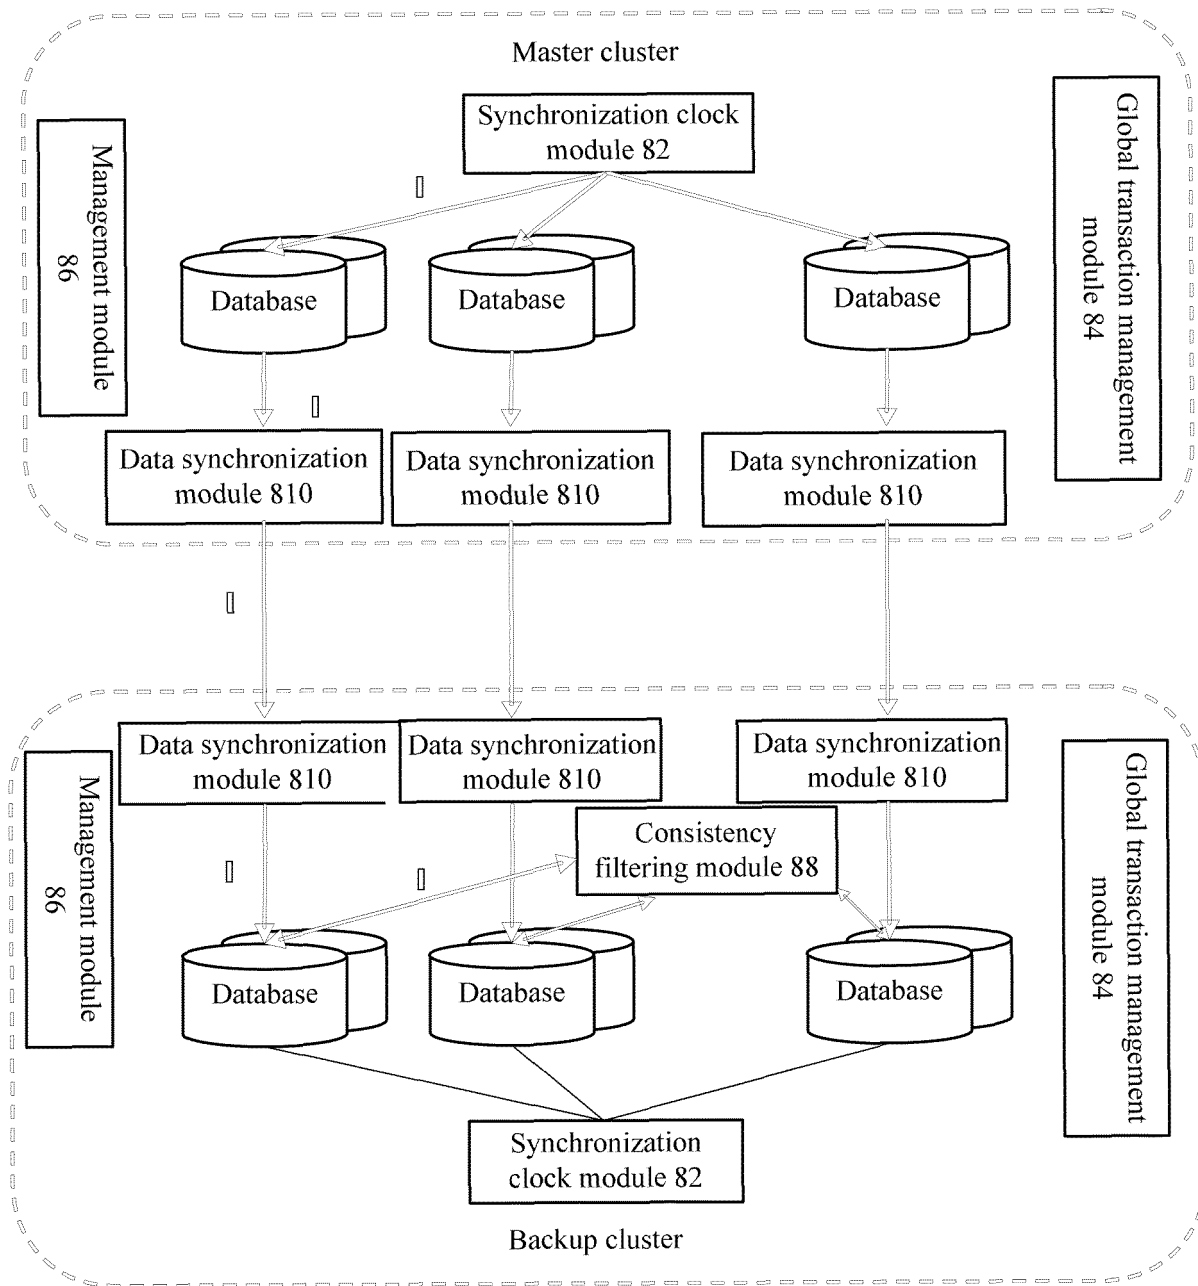 Master cluster
Synchronization clock
module 82
Management module
86
Global transaction management
module 84
Database
Database
Database
Data synchronization
module 810
Data synchronization
module 810
Data synchronization
module 810
Data synchronization
module 810
Data synchronization
module 810
Data synchronization
module 810
Management module
86
Global transaction management
module 84
Consistency
filtering module 88
Database
Database
Database
Synchronization
clock module 82
Backup cluster